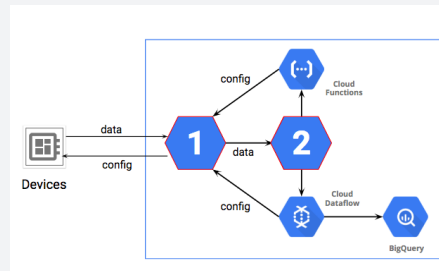 config
Cloud
Functions
data
1
data
2
config
Devices
config
Cloud
Dataflow
BigQuery